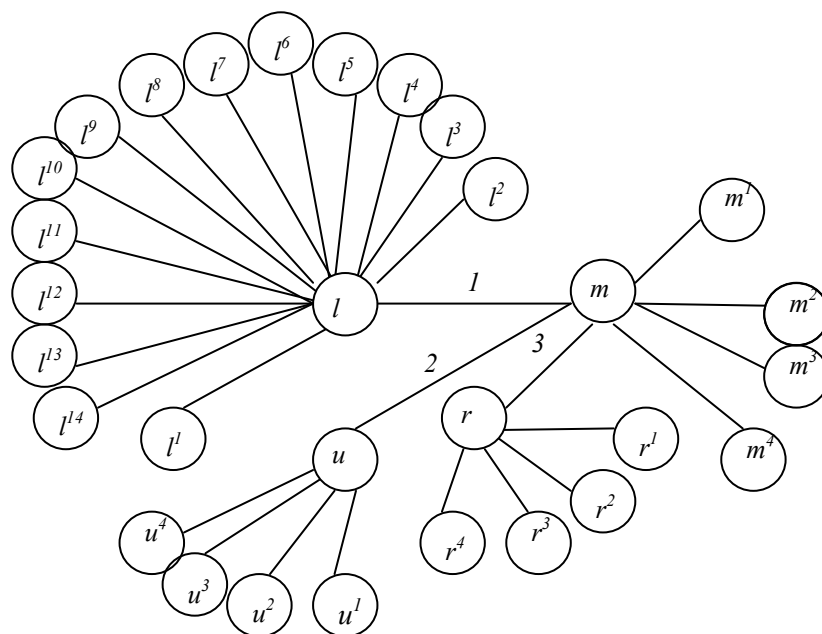 l⁶
l⁷
l⁵
l⁸
l⁴
l⁹
l³
l¹⁰
l²
m¹
l¹¹
1
l
m
l¹²
m²
3
l¹³
2
m³
r
l¹⁴
l¹
u
r¹
m⁴
r²
u⁴
r⁴
r³
u³
u²
u¹